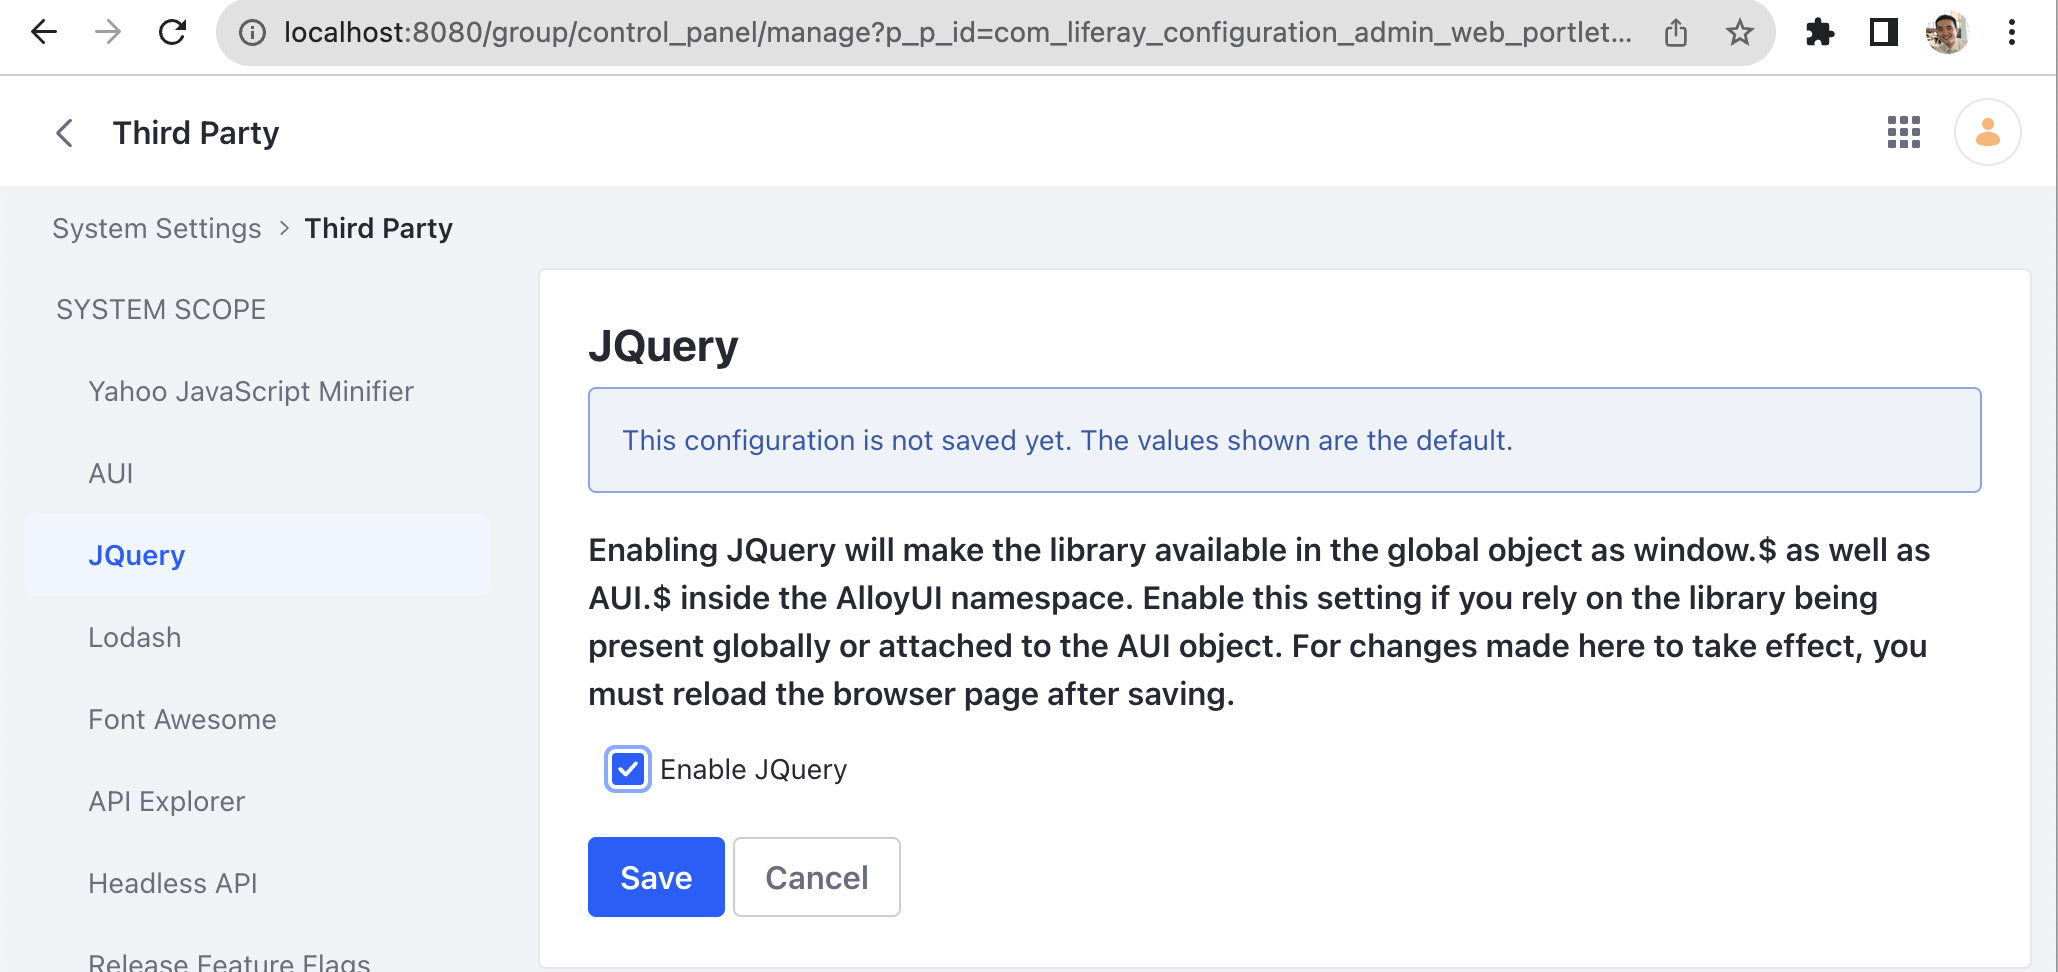 localhost:8080/group/control_panel/manage?p_p_id=com_liferay_configuration_admin_web_portlet...
Third Party
System Settings > Third Party
SYSTEM SCOPE
Yahoo JavaScript Minifier
AUI
JQuery
Lodash
Font Awesome
API Explorer
Headless API
Release Feature Flags
JQuery
This configuration is not saved yet. The values shown are the default.
Enabling JQuery will make the library available in the global object as window.$ as well as
AUI.$ inside the AlloyUI namespace. Enable this setting if you rely on the library being
present globally or attached to the AUI object. For changes made here to take effect, you
must reload the browser page after saving.
Enable JQuery
Save Cancel